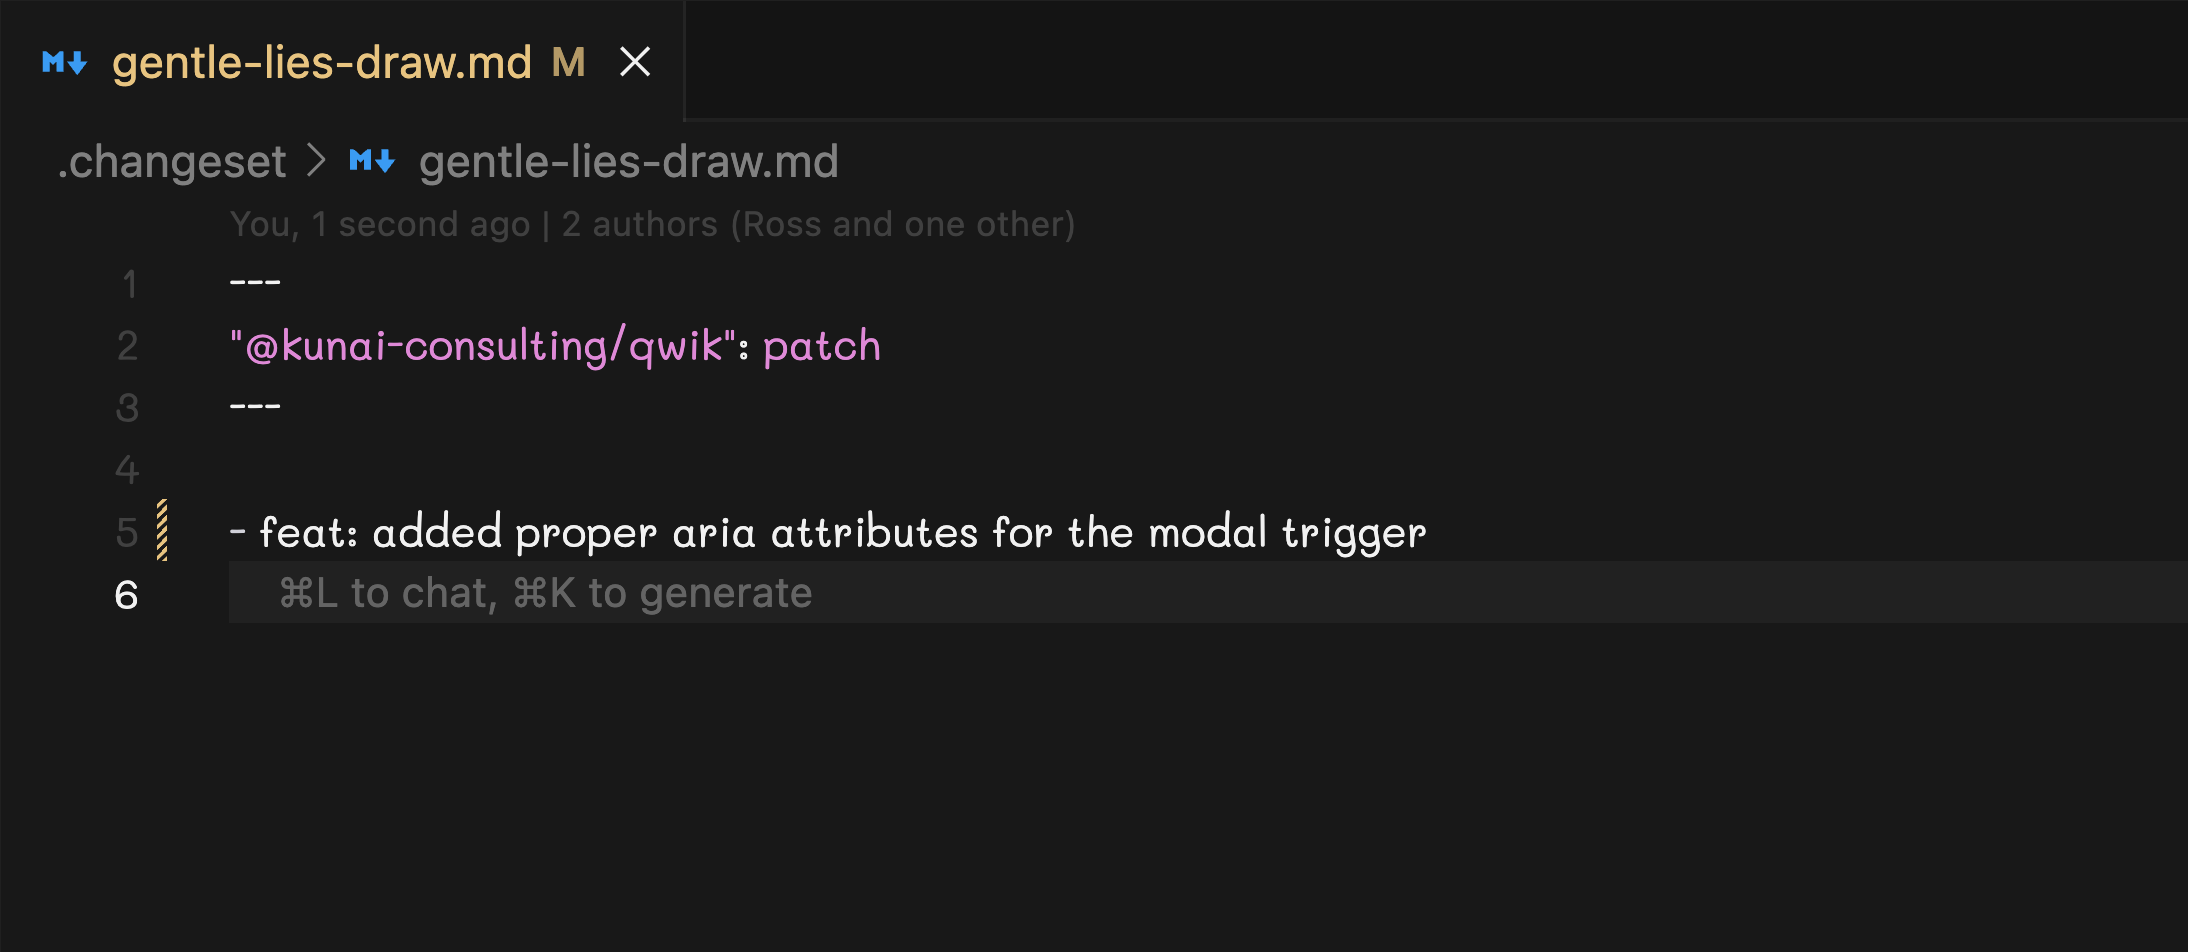 gentle-lies-draw.md M
.changeset > gentle-lies-draw.md
You, 1 second ago | 2 authors (Ross and one other)
1 ---
2 "@kunai-consulting/qwik": patch
3 ---
4
5 - feat: added proper aria attributes for the modal trigger
6 ⌘L to chat, ⌘K to generate